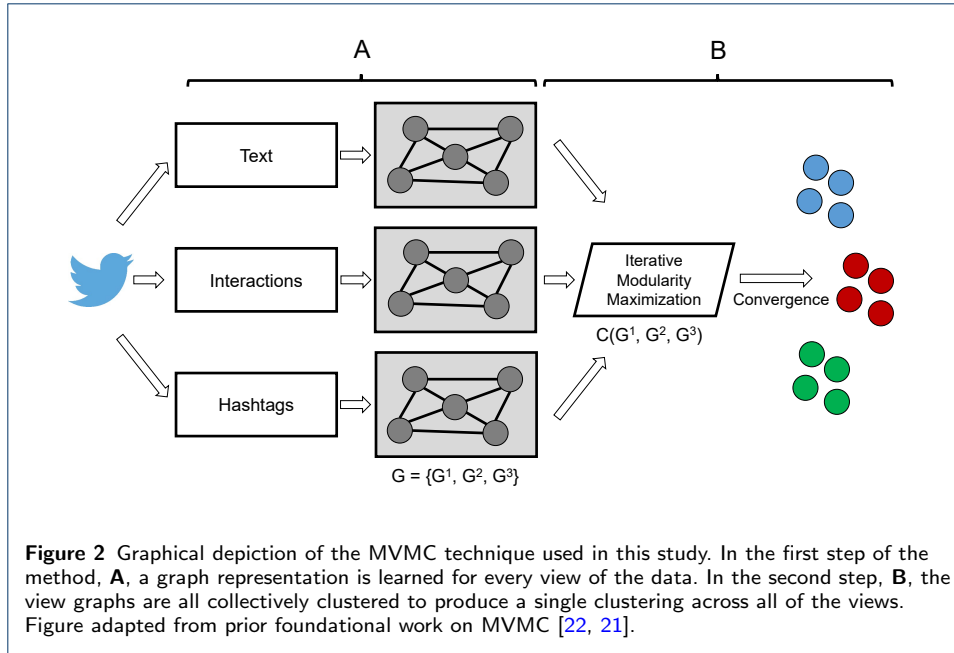 A
B
Text
Interactions
Hashtags
G = {G¹, G², G³}
Iterative
Modularity
Maximization
C(G¹, G², G³)
Convergence
Figure 2 Graphical depiction of the MVMC technique used in this study. In the first step of the
method, A, a graph representation is learned for every view of the data. In the second step, B, the
view graphs are all collectively clustered to produce a single clustering across all of the views.
Figure adapted from prior foundational work on MVMC [22, 21].